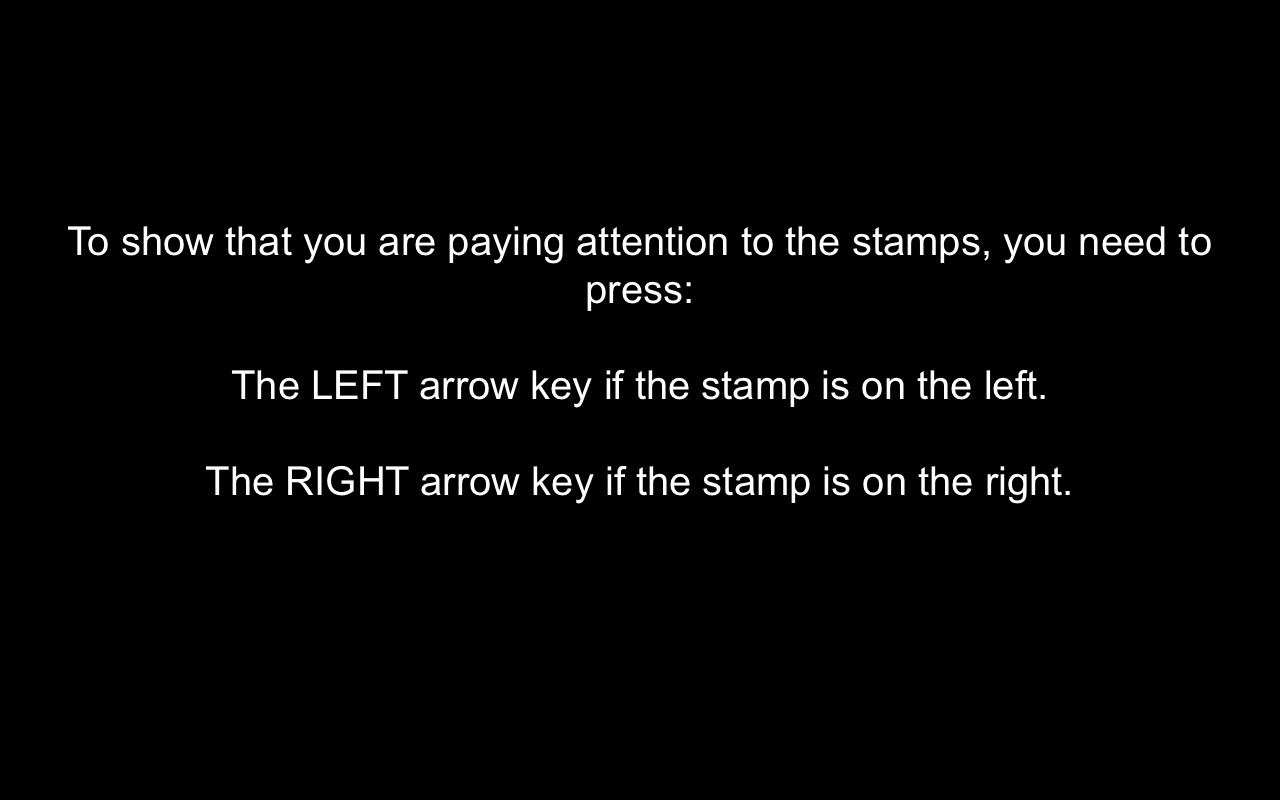 To show that you are paying attention to the stamps, you need to
press:
The LEFT arrow key if the stamp is on the left.
The RIGHT arrow key if the stamp is on the right.